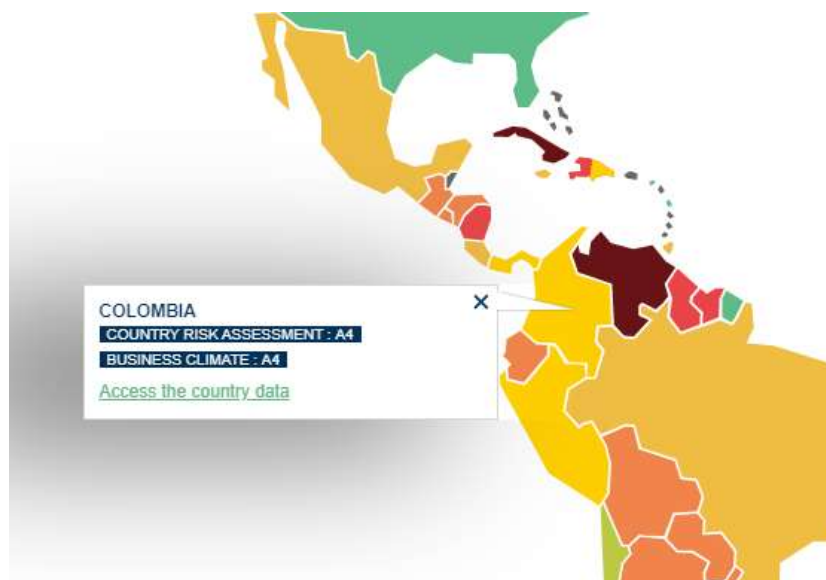 COLOMBIA
COUNTRY RISK ASSESSMENT : A4
BUSINESS CLIMATE : A4
Access the country data